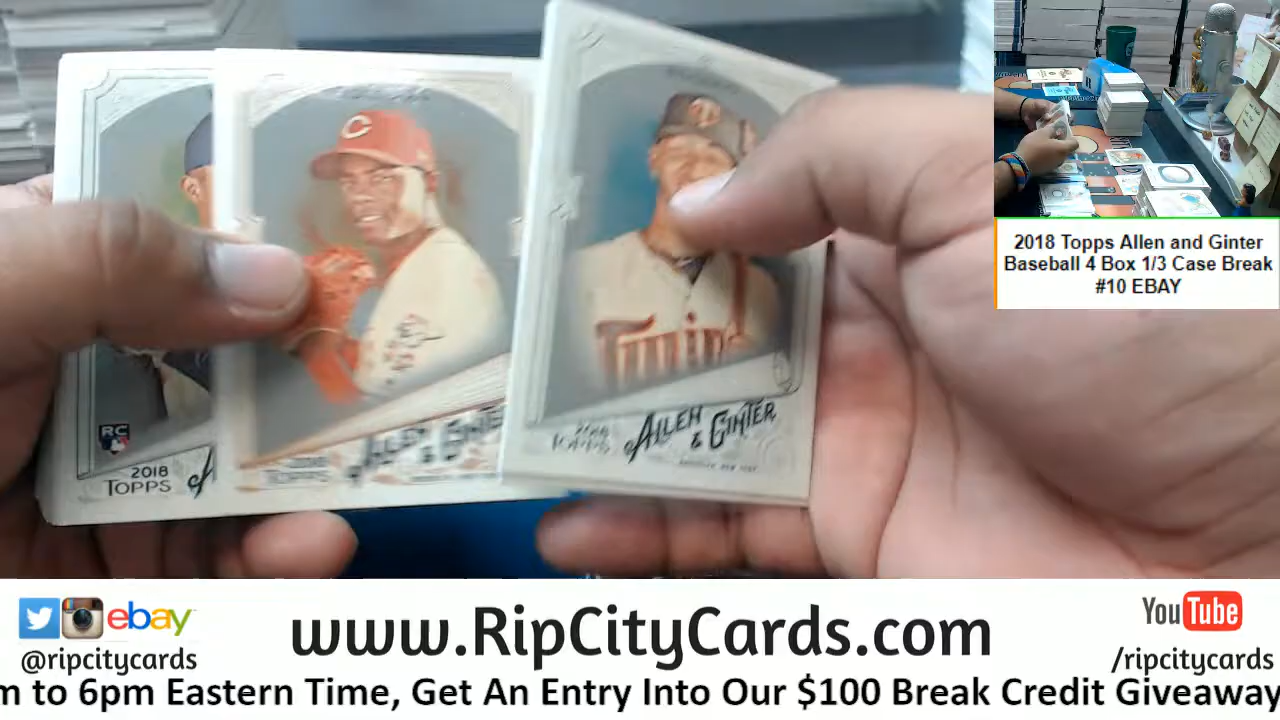 C
Twins
RC
2018
TOPPS
ALLEN & GINTER
TOPPS
ALLEN
& GINTER
2018 Topps Allen and Ginter
Baseball 4 Box 1/3 Case Break
#10 EBAY
ebay
@ripcitycards
www.RipCityCards.com
YouTube
/ripcitycards
m to 6pm Eastern Time, Get An Entry Into Our $100 Break Credit Giveaway